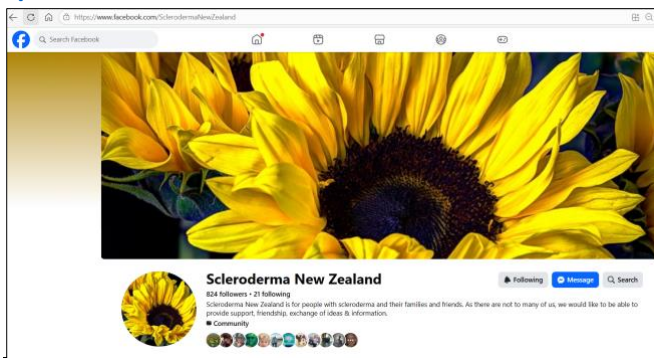 https://www.facebook.com/SclerodermaNewZealand
Search Facebook
Scleroderma New Zealand
824 followers • 21 following
Following
Message
Search
Scleroderma New Zealand is for people with scleroderma and their families and friends. As there are not to many of us, we would like to be able to
provide support, friendship, exchange of ideas & information.
Community